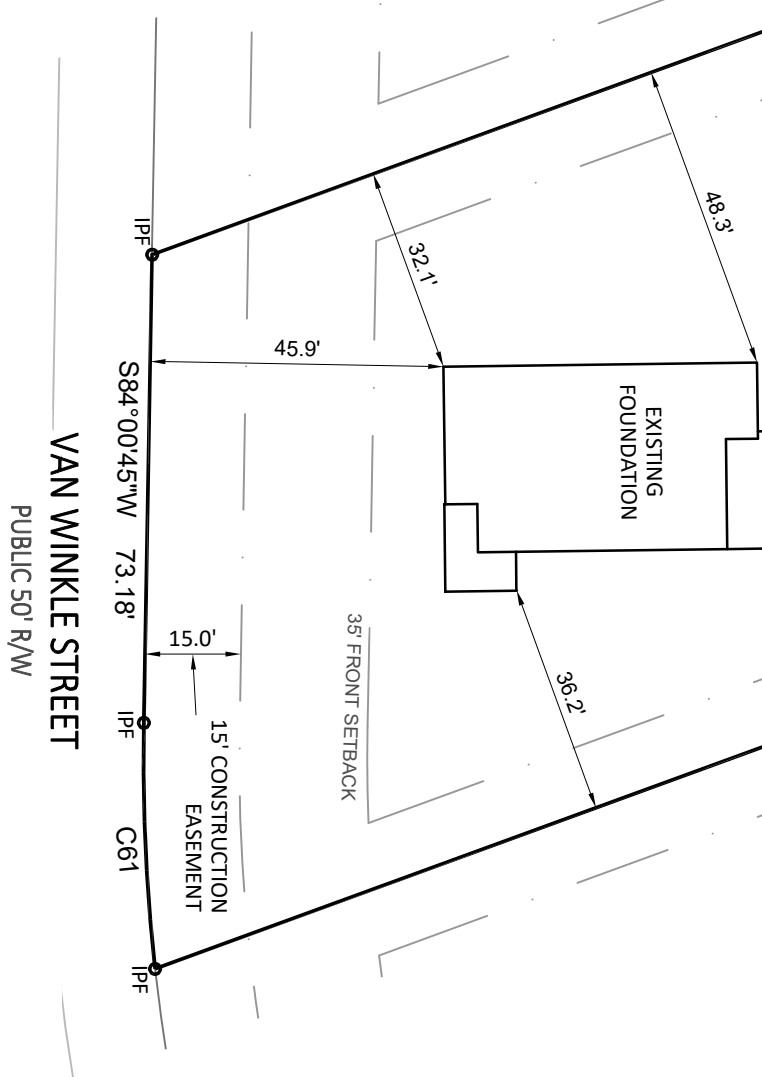 48.3'
32.1'
45.9'
EXISTING
FOUNDATION
IPF
S84°00'45"W 73.18'
VAN WINKLE STREET
PUBLIC 50' R/W
15.0'
35' FRONT SETBACK
36.2'
15' CONSTRUCTION
EASEMENT
IPF
C61
IPF